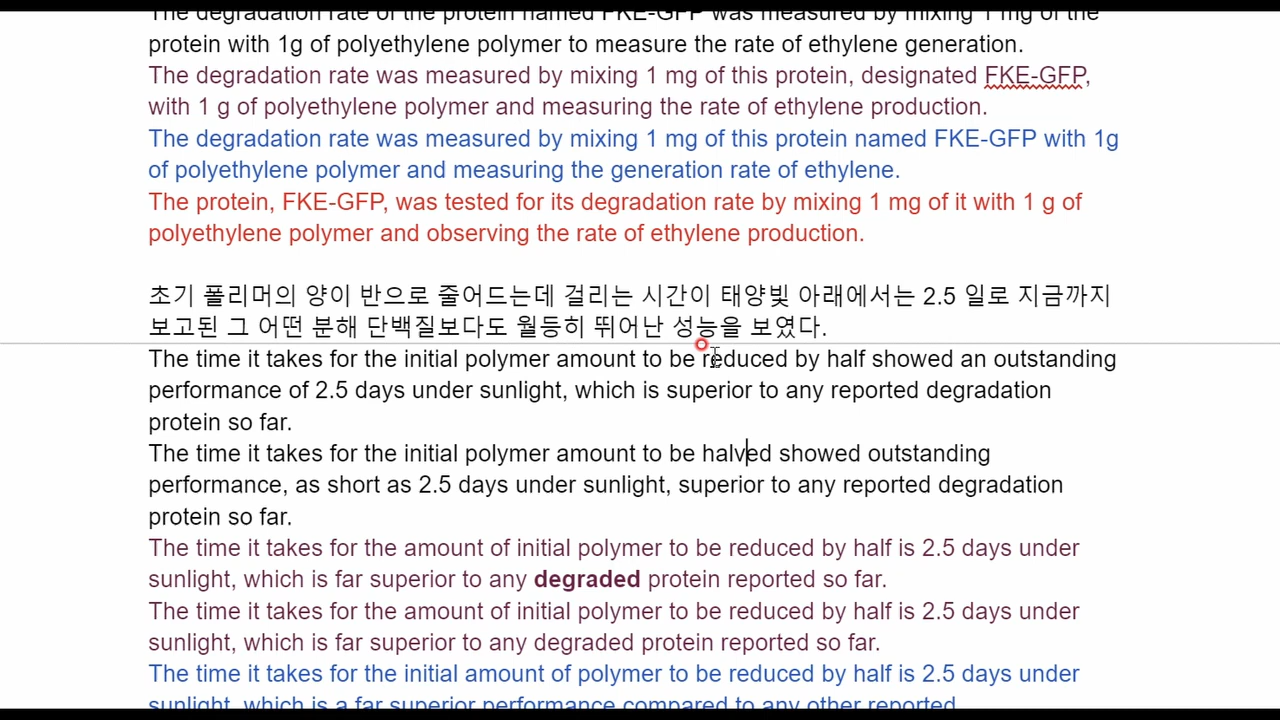 The degradation rate of the protein named FKE-GFP was measured by mixing 1 mg of the
protein with 1g of polyethylene polymer to measure the rate of ethylene generation.
The degradation rate was measured by mixing 1 mg of this protein, designated FKE-GFP,
with 1 g of polyethylene polymer and measuring the rate of ethylene production.
The degradation rate was measured by mixing 1 mg of this protein named FKE-GFP with 1g
of polyethylene polymer and measuring the generation rate of ethylene.
The protein, FKE-GFP, was tested for its degradation rate by mixing 1 mg of it with 1 g of
polyethylene polymer and observing the rate of ethylene production.
초기 폴리머의 양이 반으로 줄어드는데 걸리는 시간이 태양빛 아래에서는 2.5 일로 지금까지
보고된 그 어떤 분해 단백질보다도 월등히 뛰어난 성능을 보였다.
The time it takes for the initial polymer amount to be reduced by half showed an outstanding
performance of 2.5 days under sunlight, which is superior to any reported degradation
protein so far.
The time it takes for the initial polymer amount to be halved showed outstanding
performance, as short as 2.5 days under sunlight, superior to any reported degradation
protein so far.
The time it takes for the amount of initial polymer to be reduced by half is 2.5 days under
sunlight, which is far superior to any degraded protein reported so far.
The time it takes for the amount of initial polymer to be reduced by half is 2.5 days under
sunlight, which is far superior to any degraded protein reported so far.
The time it takes for the initial amount of polymer to be reduced by half is 2.5 days under
sunlight, which is a far superior performance compared to any other reported